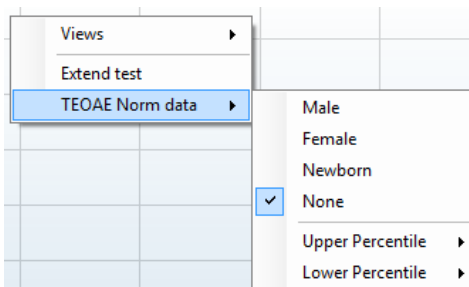 Views
Extend test
TEOAE Norm data
Male
Female
Newborn
None
Upper Percentile
Lower Percentile